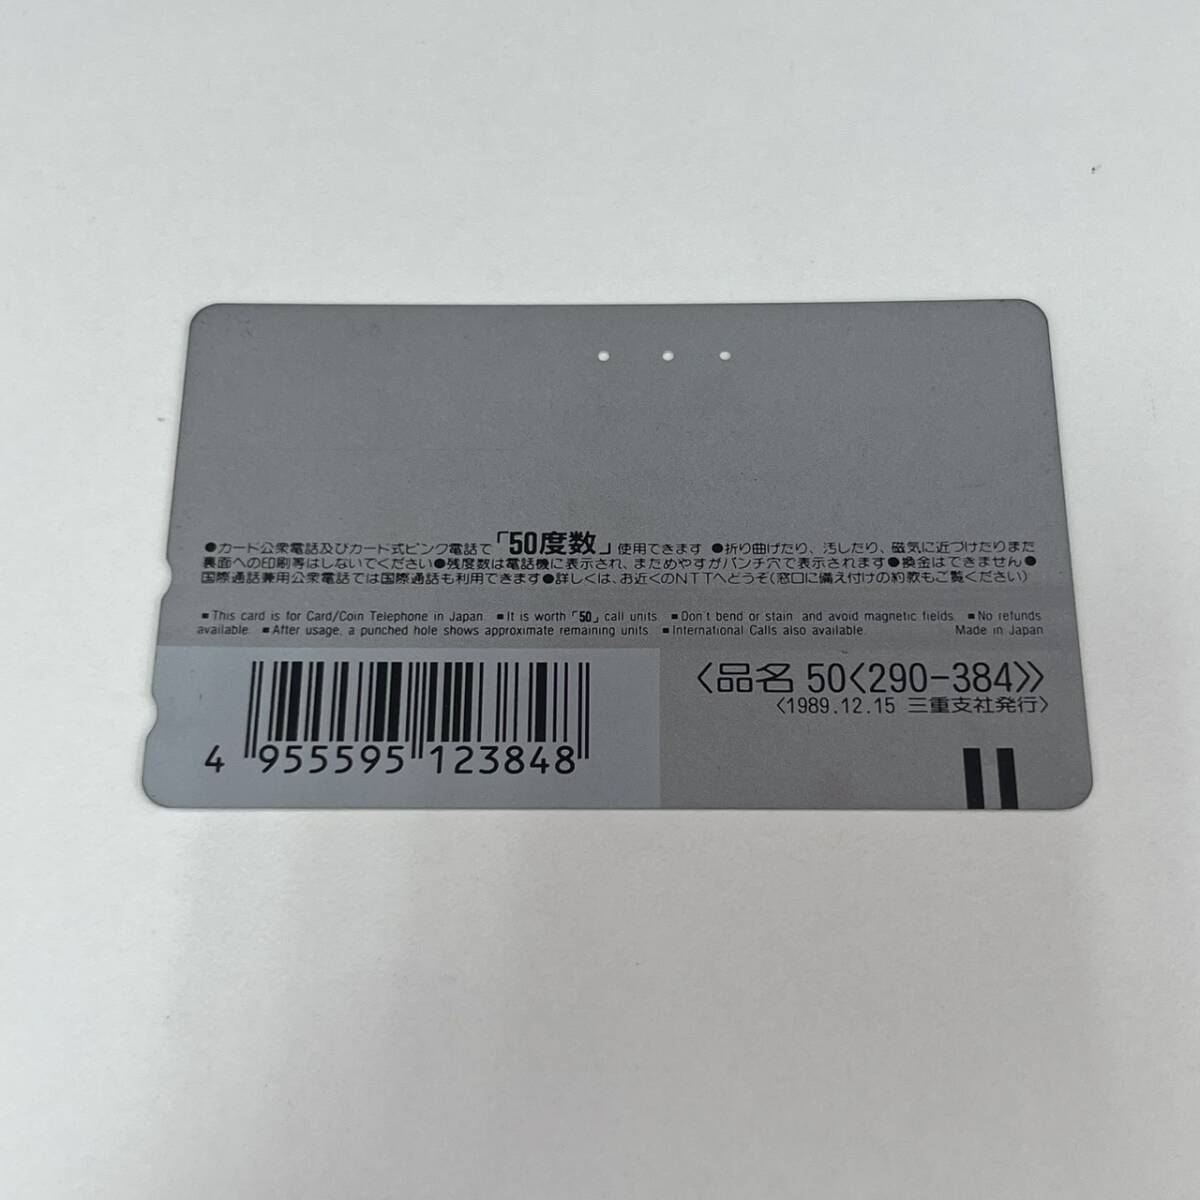 ●カード公衆電話及びカード式ピンク電話で「50度数」使用できます ●折り曲げたり、汚したり、磁気に近づけたりまた
裏面への印刷等はしないでください●残度数は電話機に表示され、まためやすがパンチ穴で表示されます●換金はできません●
国際通話兼用公衆電話では国際通話も利用できます●詳しくは、お近くのNTTへどうぞ(窓口に備え付けの約款もご覧ください)
■This card is for Card/Coin Telephone in Japan. ■It is worth「50」call units. ■Don't bend or stain and avoid magnetic fields. ■No refunds
available. ■After usage, a punched hole shows approximate remaining units. ■International Calls also available. Made in Japan
〈品名 50〈290-384〉〉
〈1989.12.15 三重支社発行〉
4 955595 123848